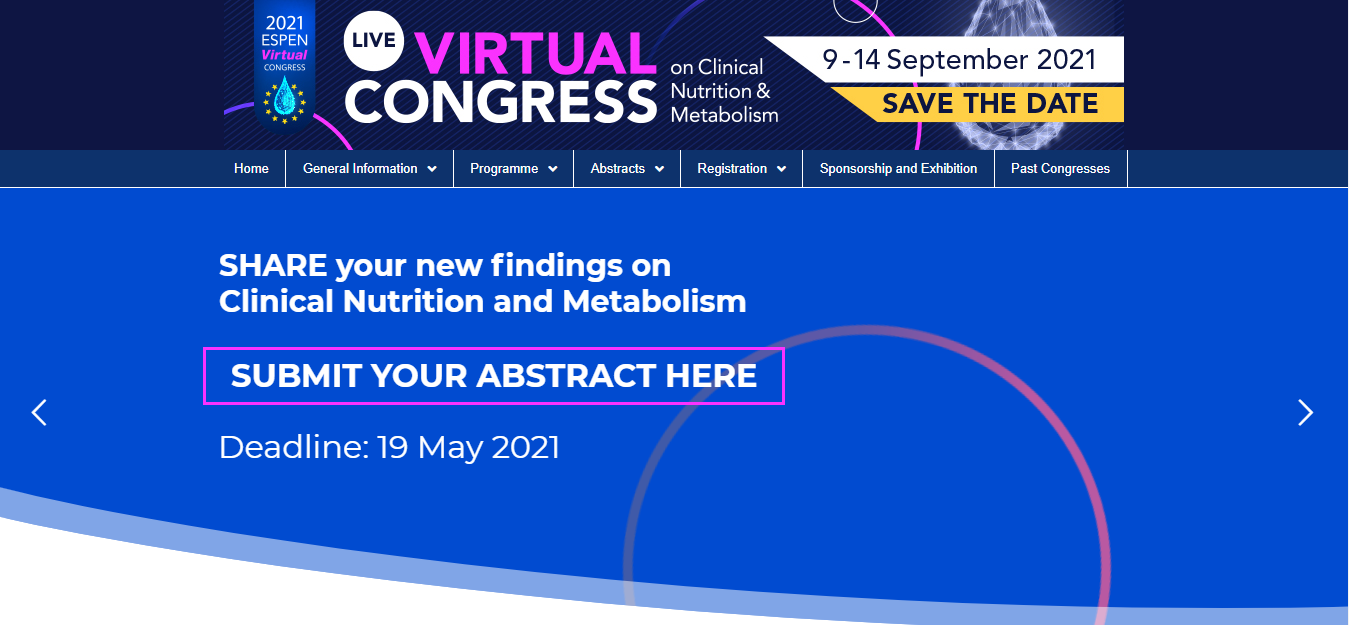 2021
ESPEN
Virtual
CONGRESS
LIVE
VIRTUAL
CONGRESS
on Clinical
Nutrition &
Metabolism
9-14 September 2021
SAVE THE DATE
Home
General Information
Programme
Abstracts
Registration
Sponsorship and Exhibition
Past Congresses
SHARE your new findings on
Clinical Nutrition and Metabolism
SUBMIT YOUR ABSTRACT HERE
Deadline: 19 May 2021